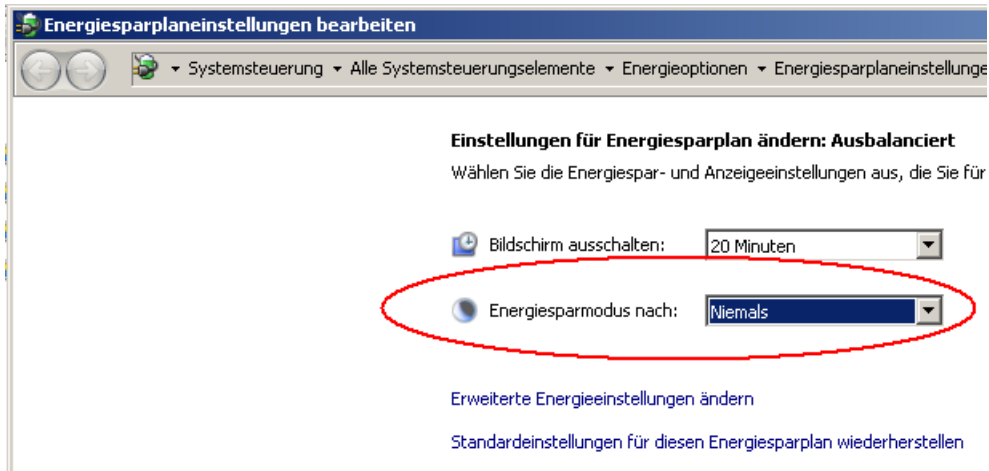 Energiesparplaneinstellungen bearbeiten
Systemsteuerung Alle Systemsteuerungselemente Energieoptionen Energiesparplaneinstellunge
Einstellungen für Energiesparplan ändern: Ausbalanciert
Wählen Sie die Energiespar- und Anzeigeeinstellungen aus, die Sie für
Bildschirm ausschalten: 20 Minuten
Energiesparmodus nach: Niemals
Erweiterte Energieeinstellungen ändern
Standardeinstellungen für diesen Energiesparplan wiederherstellen